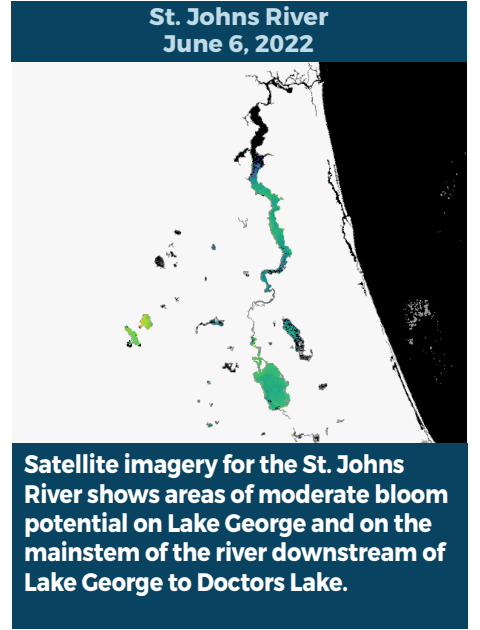 St. Johns River
June 6, 2022
Satellite imagery for the St. Johns
River shows areas of moderate bloom
potential on Lake George and on the
mainstem of the river downstream of
Lake George to Doctors Lake.